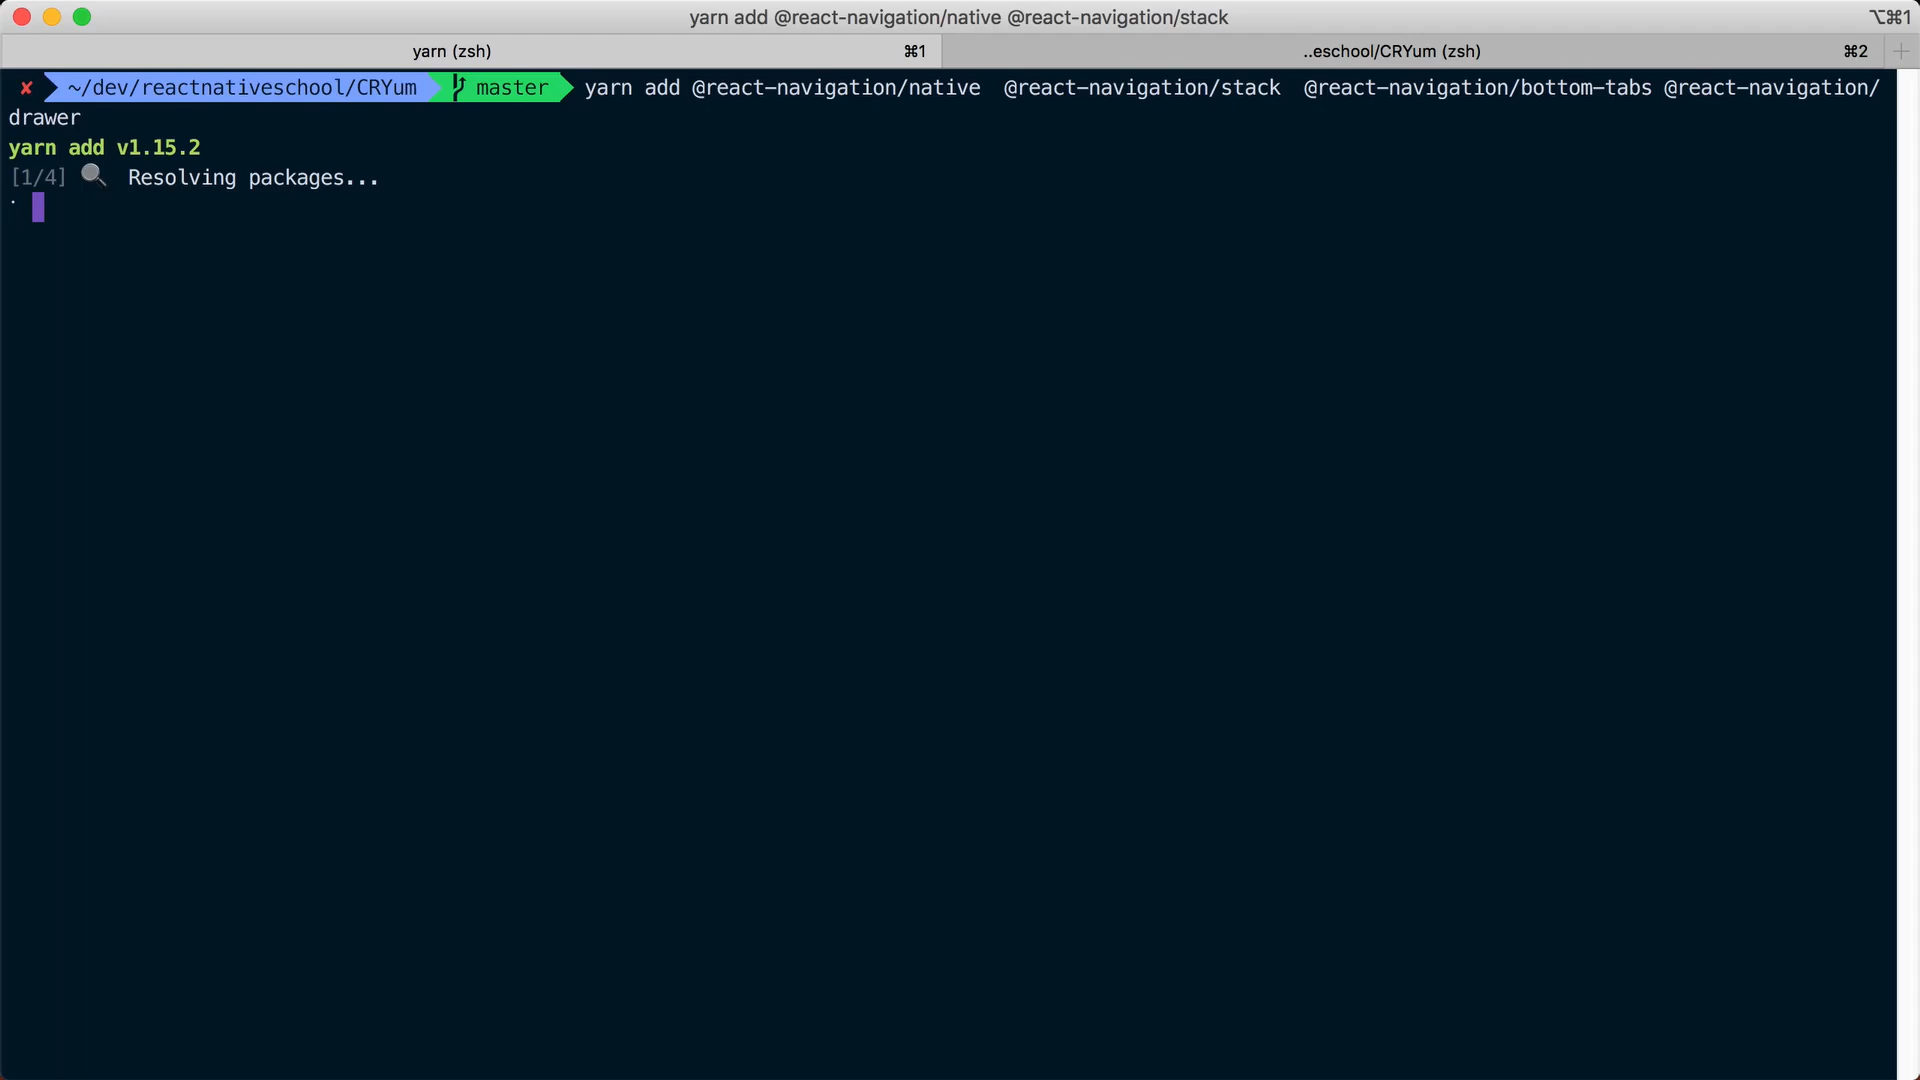 yarn add @react-navigation/native @react-navigation/stack
⌥⌘1
yarn (zsh)
⌘1
..eschool/CRYum (zsh)
⌘2
✘ ~/dev/reactnativeschool/CRYum master yarn add @react-navigation/native  @react-navigation/stack  @react-navigation/bottom-tabs @react-navigation/
drawer
yarn add v1.15.2
[1/4] 🔍  Resolving packages...